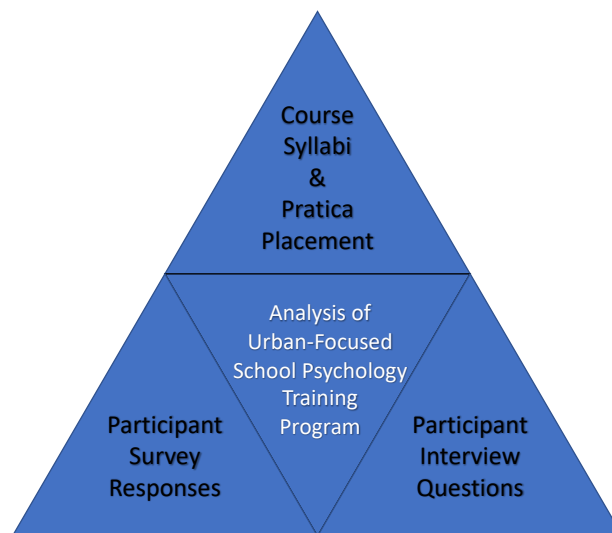 Course
Syllabi
&
Pratica
Placement
Analysis of
Urban-Focused
School Psychology
Training
Program
Participant
Survey
Responses
Participant
Interview
Questions